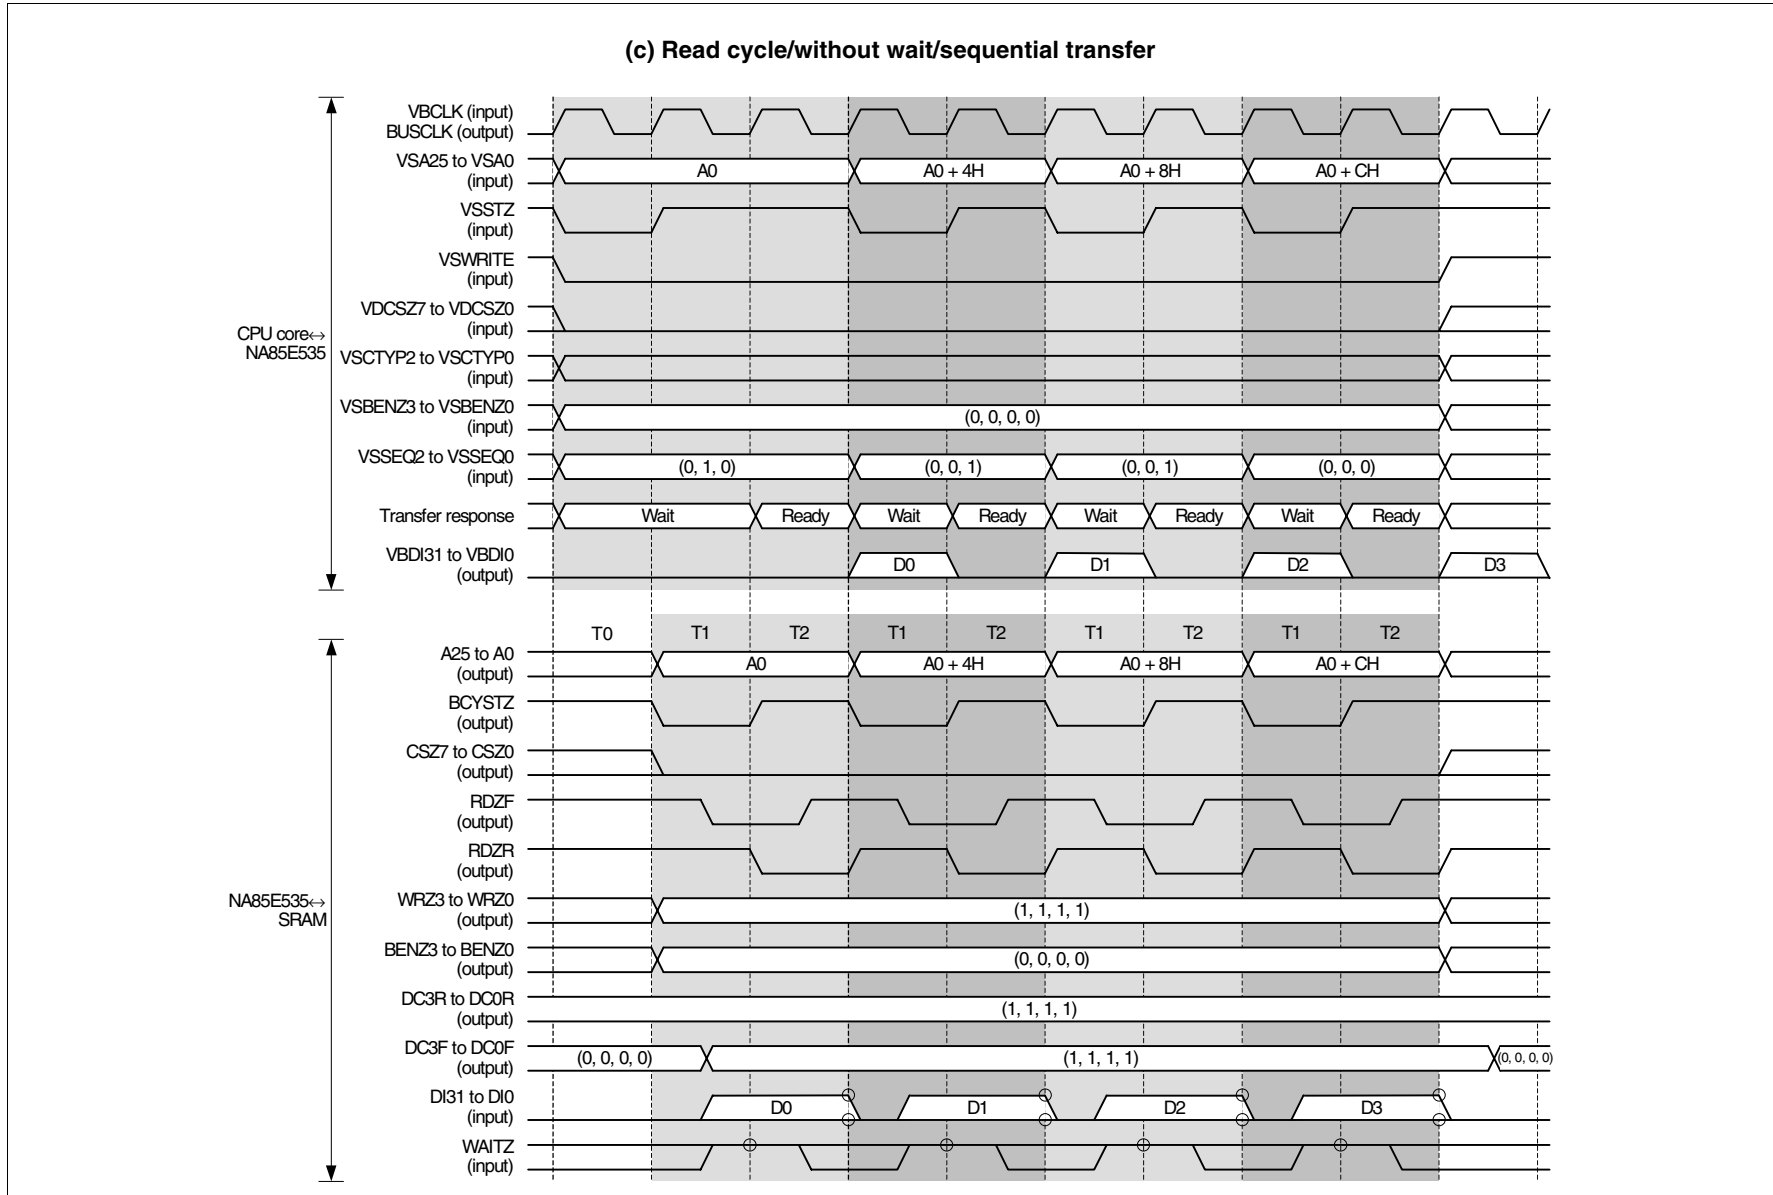 (c) Read cycle/without wait/sequential transfer
VBCLK (input)
BUSCLK (output)
VSA25 to VSA0
(input)
A0
A0 + 4H
A0 + 8H
A0 + CH
VSSTZ
(input)
VSWRITE
(input)
VDCSZ7 to VDCSZ0
(input)
CPU core↔
NA85E535
VSCTYP2 to VSCTYP0
(input)
VSBENZ3 to VSBENZ0
(input)
(0, 0, 0, 0)
VSSEQ2 to VSSEQ0
(input)
(0, 1, 0)
(0, 0, 1)
(0, 0, 1)
(0, 0, 0)
Transfer response
Wait
Ready
Wait
Ready
Wait
Ready
Wait
Ready
VBDI31 to VBDI0
(output)
D0
D1
D2
D3
T0
T1
T2
T1
T2
T1
T2
T1
T2
A25 to A0
(output)
A0
A0 + 4H
A0 + 8H
A0 + CH
BCYSTZ
(output)
CSZ7 to CSZ0
(output)
RDZF
(output)
RDZR
(output)
NA85E535↔
SRAM
WRZ3 to WRZ0
(output)
(1, 1, 1, 1)
BENZ3 to BENZ0
(output)
(0, 0, 0, 0)
DC3R to DC0R
(output)
(1, 1, 1, 1)
DC3F to DC0F
(output)
(0, 0, 0, 0)
(1, 1, 1, 1)
(0, 0, 0, 0)
DI31 to DI0
(input)
D0
D1
D2
D3
WAITZ
(input)